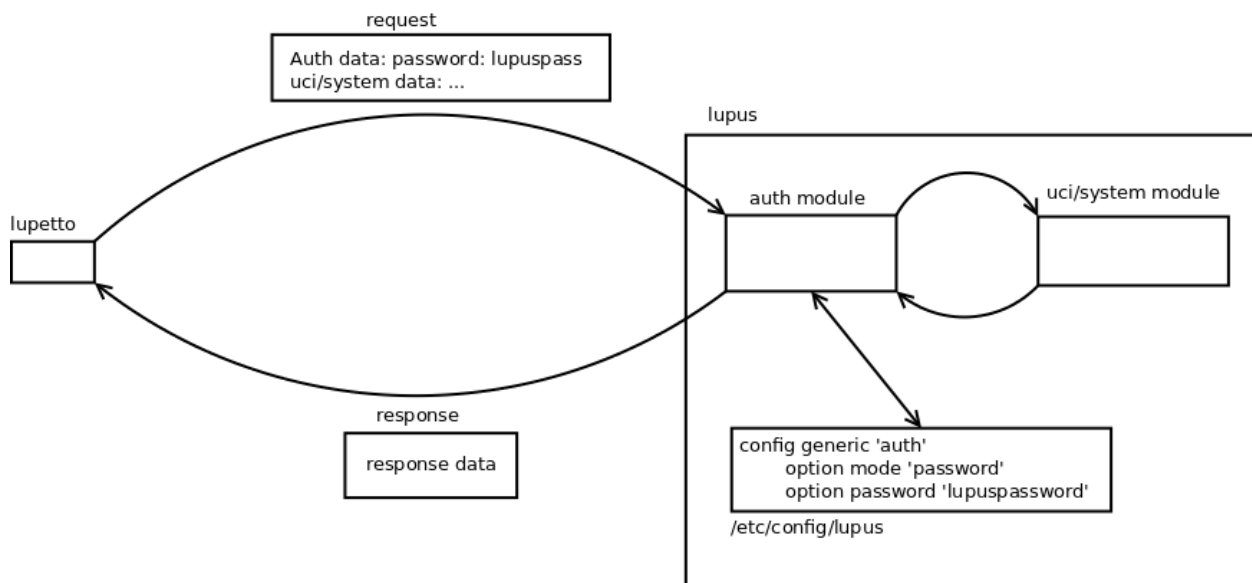 request
Auth data: password: lupuspass
uci/system data: ...
lupus
auth module
uci/system module
lupetto
response
response data
config generic 'auth'
option mode 'password'
option password 'lupuspassword'
/etc/config/lupus